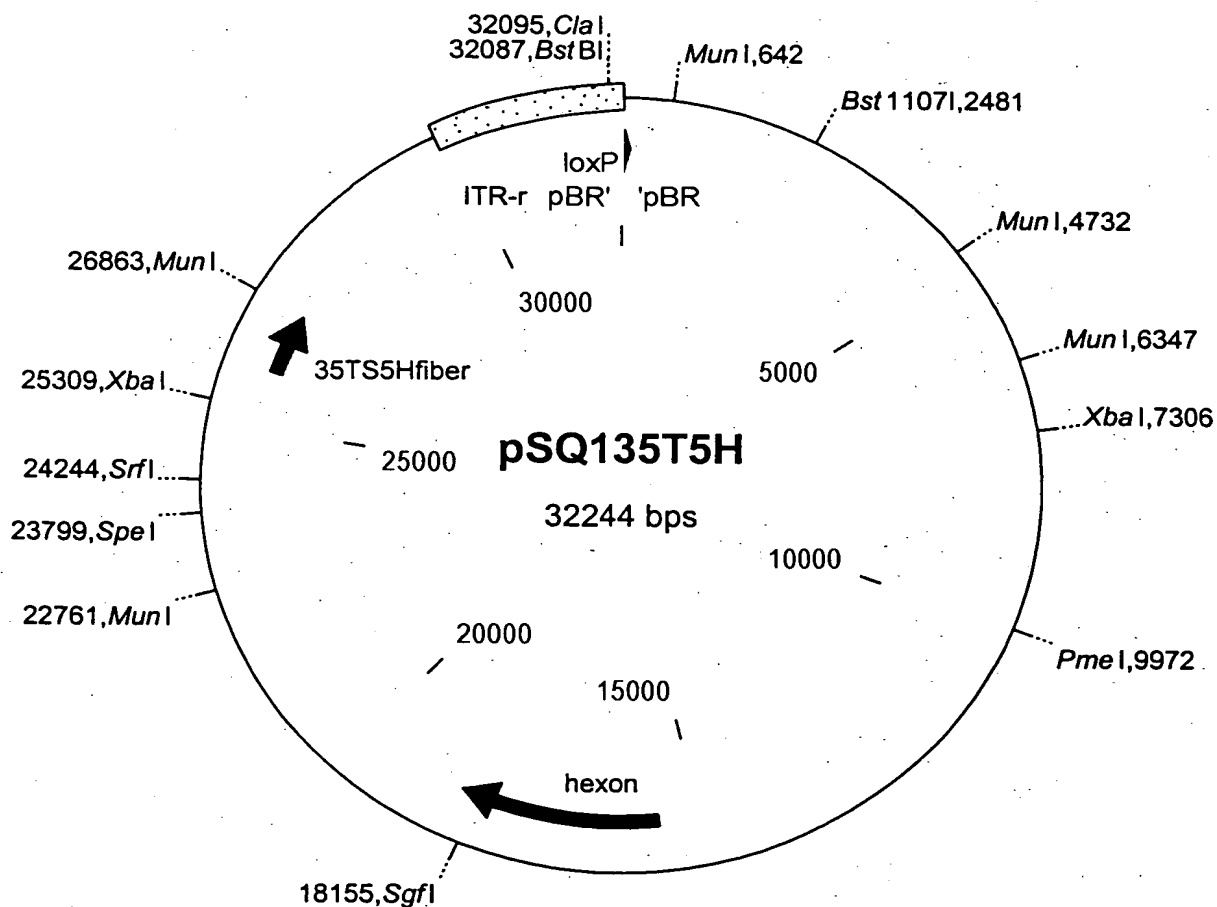 32095,ClaI
32087,BstBI
MunI,642
Bst1107I,2481
loxP
ITR-r pBR' 'pBR
MunI,4732
26863,MunI
30000
MunI,6347
35TS5Hfiber
5000
25309,XbaI
XbaI,7306
25000
pSQ135T5H
24244,SrfI
32244 bps
23799,SpeI
10000
22761,MunI
20000
PmeI,9972
15000
hexon
18155,SgfI